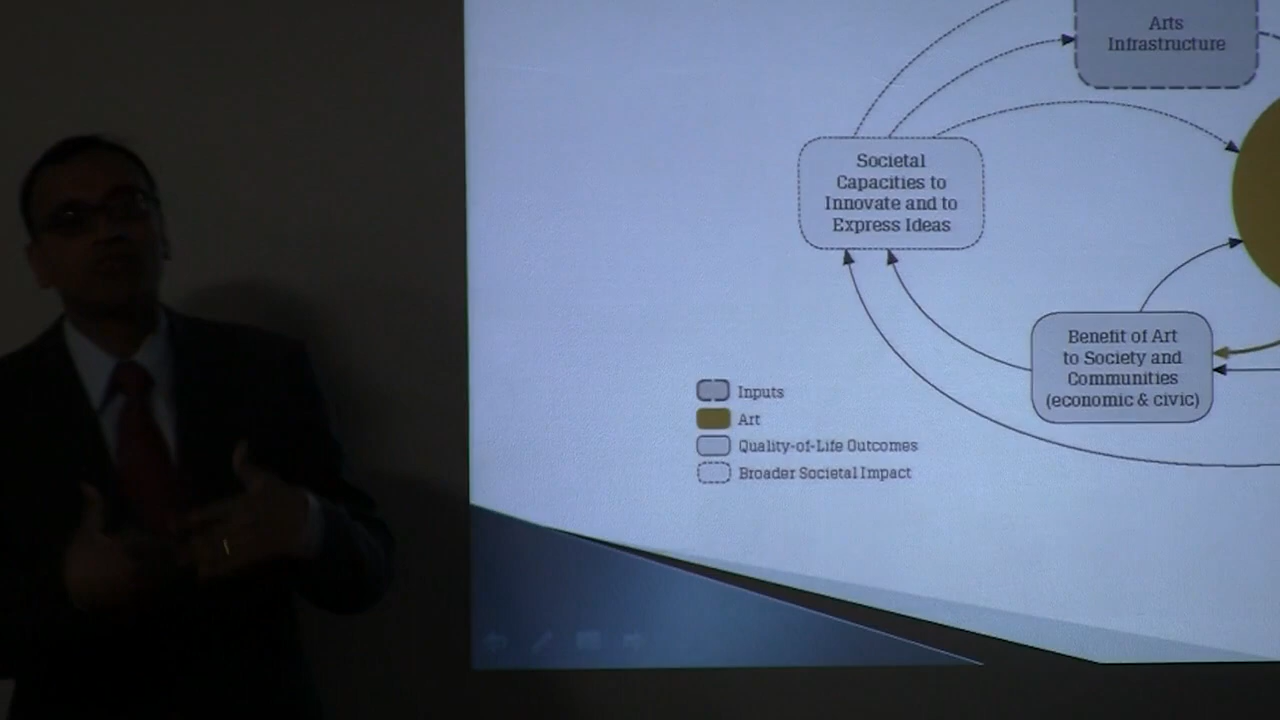 Arts
Infrastructure
Societal
Capacities to
Innovate and to
Express Ideas
Benefit of Art
to Society and
Communities
(economic & civic)
Inputs
Art
Quality-of-Life Outcomes
Broader Societal Impact